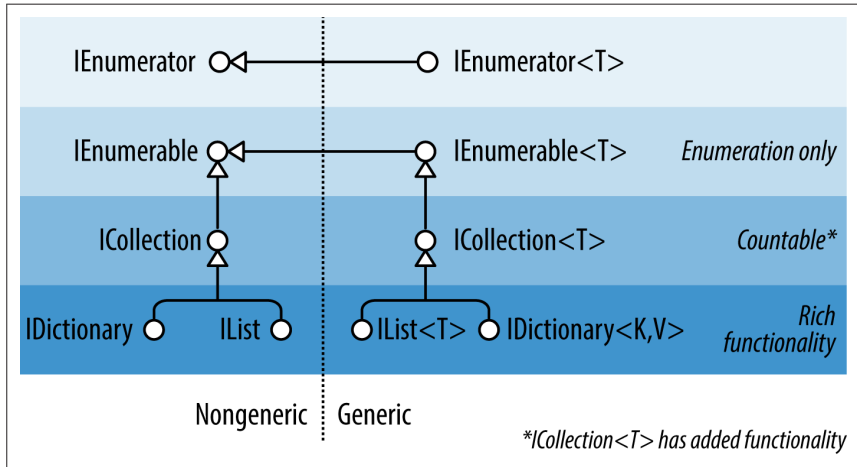 IEnumerator IEnumerator<T>
IEnumerable IEnumerable<T> Enumeration only
ICollection ICollection<T> Countable*
IDictionary IList IList<T> IDictionary<K,V> Rich
functionality
Nongeneric Generic
*ICollection<T> has added functionality